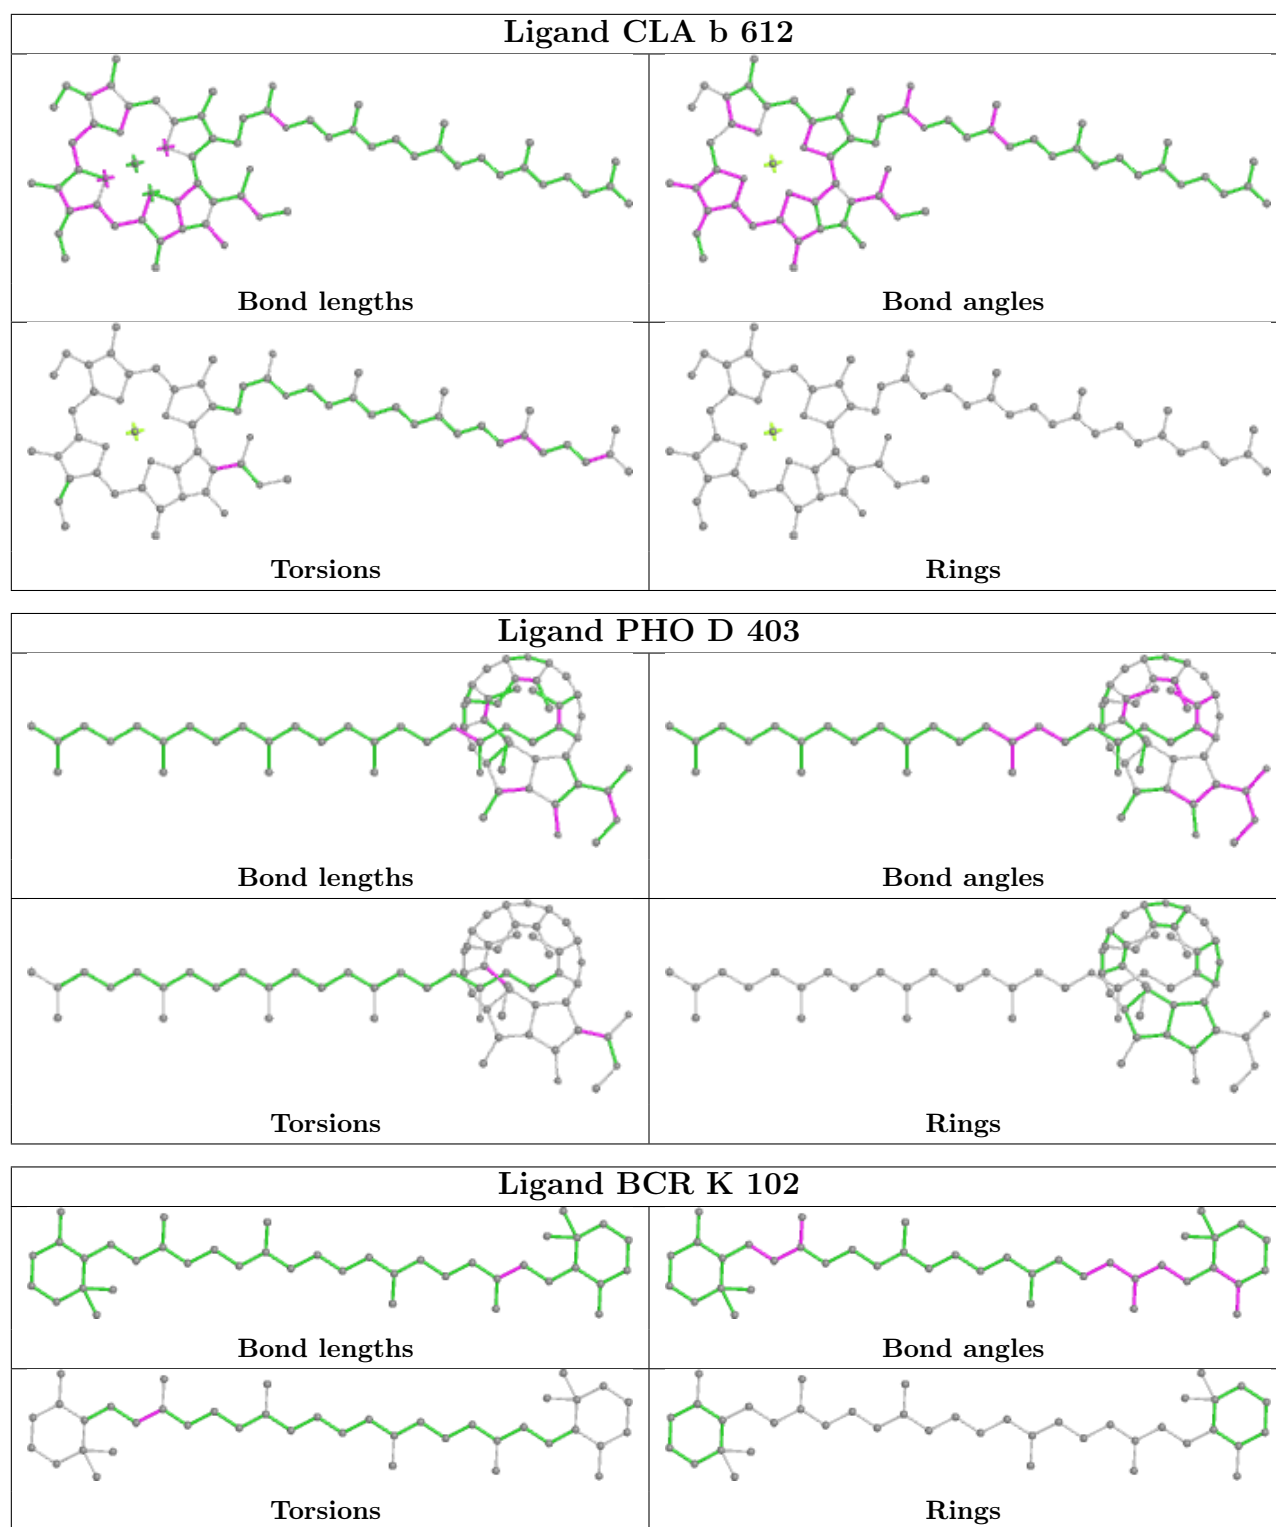 Ligand CLA b 612
Bond lengths
Bond angles
Torsions
Rings
Ligand PHO D 403
Bond lengths
Bond angles
Torsions
Rings
Ligand BCR K 102
Bond lengths
Bond angles
Torsions
Rings